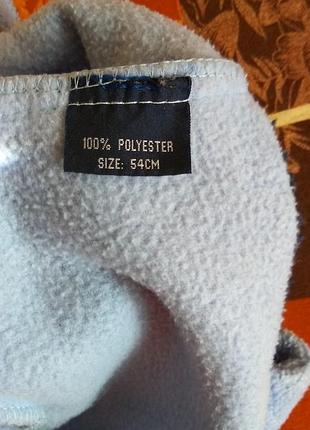 100% POLYESTER
SIZE: 54CM